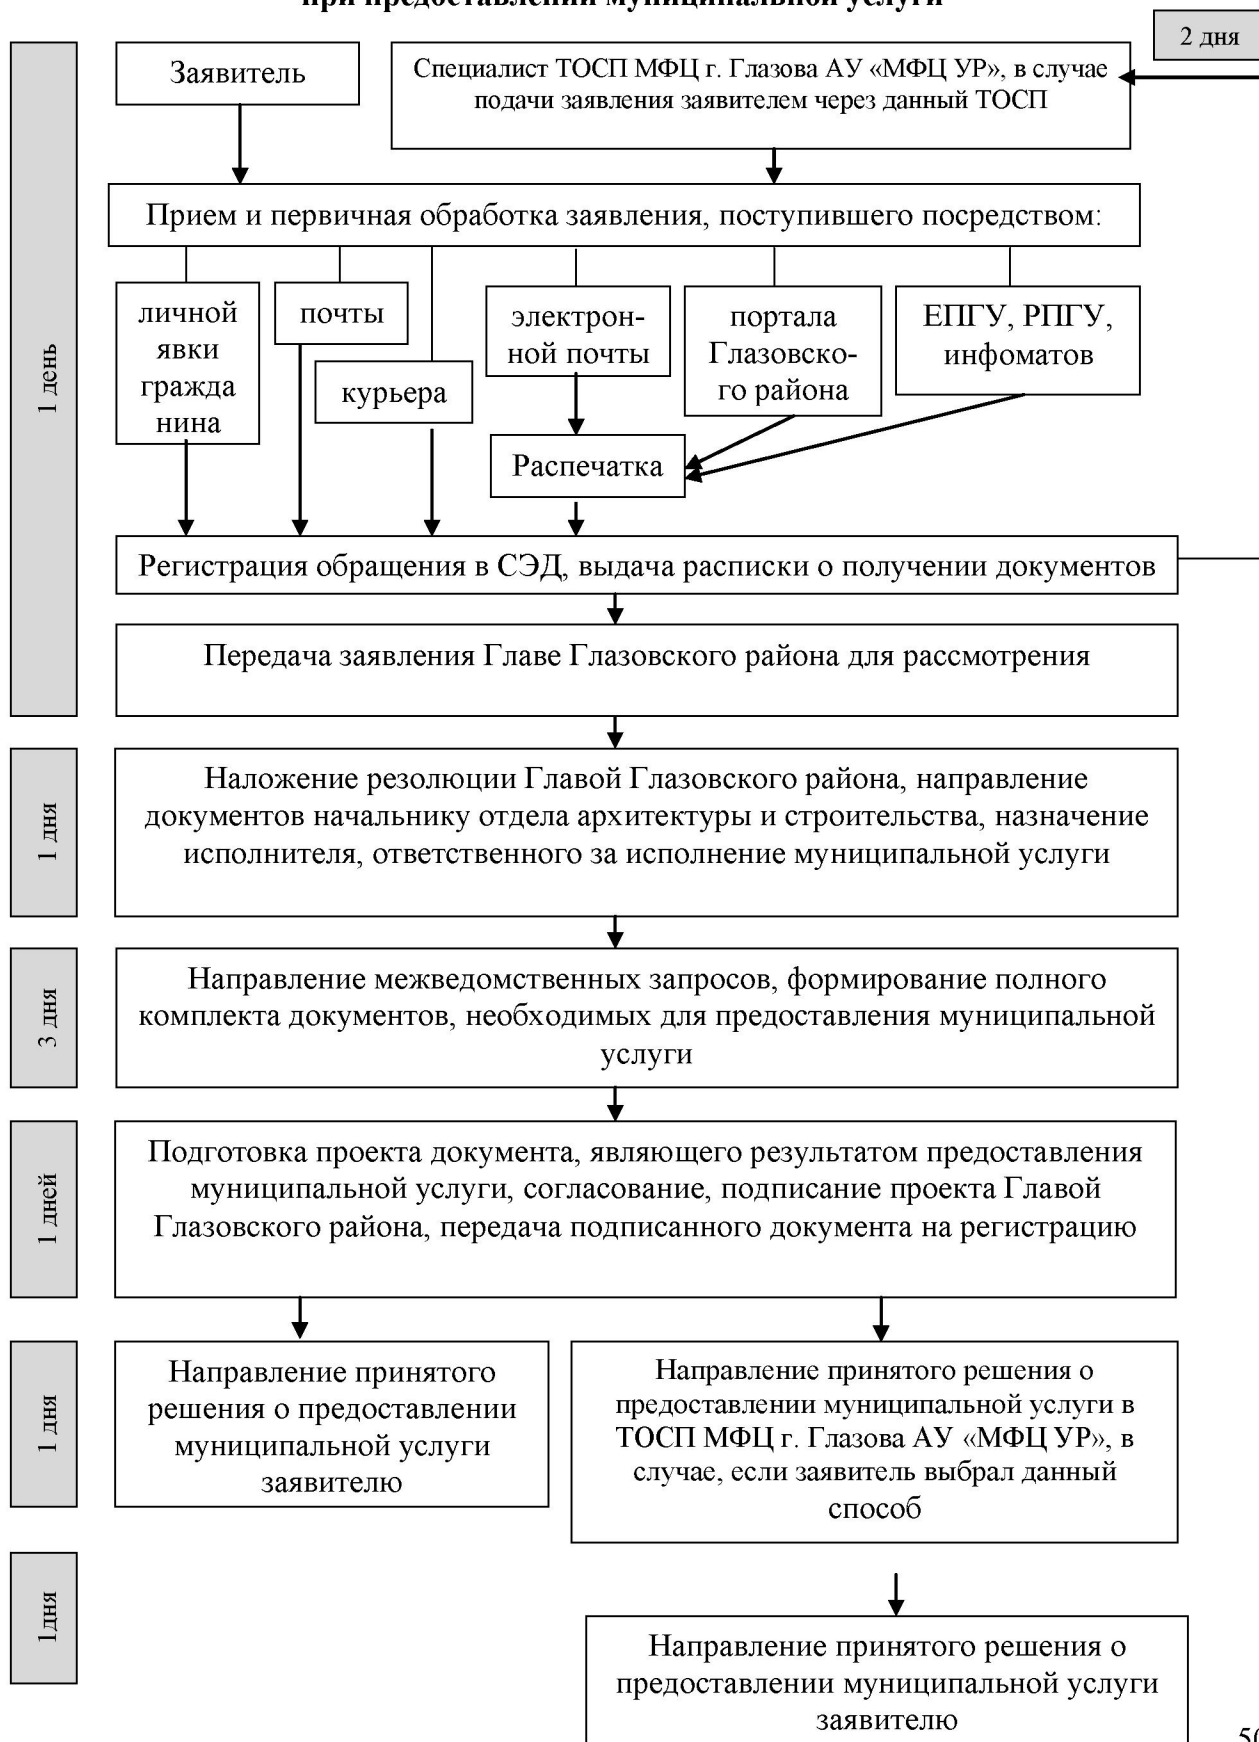 при предоставлении муниципальной услуги
2 дня
Заявитель
Специалист ТОСП МФЦ г. Глазова АУ «МФЦ УР», в случае
подачи заявления заявителем через данный ТОСП
1 день
Прием и первичная обработка заявления, поступившего посредством:
личной
явки
гражда
нина
почты
курьера
электрон-
ной почты
портала
Глазовско-
го района
ЕПГУ, РПГУ,
инфоматов
Распечатка
Регистрация обращения в СЭД, выдача расписки о получении документов
Передача заявления Главе Глазовского района для рассмотрения
1 дня
Наложение резолюции Главой Глазовского района, направление
документов начальнику отдела архитектуры и строительства, назначение
исполнителя, ответственного за исполнение муниципальной услуги
3 дня
Направление межведомственных запросов, формирование полного
комплекта документов, необходимых для предоставления муниципальной
услуги
1 дней
Подготовка проекта документа, являющего результатом предоставления
муниципальной услуги, согласование, подписание проекта Главой
Глазовского района, передача подписанного документа на регистрацию
1 дня
Направление принятого
решения о предоставлении
муниципальной услуги
заявителю
Направление принятого решения о
предоставлении муниципальной услуги в
ТОСП МФЦ г. Глазова АУ «МФЦ УР», в
случае, если заявитель выбрал данный
способ
1дня
Направление принятого решения о
предоставлении муниципальной услуги
заявителю